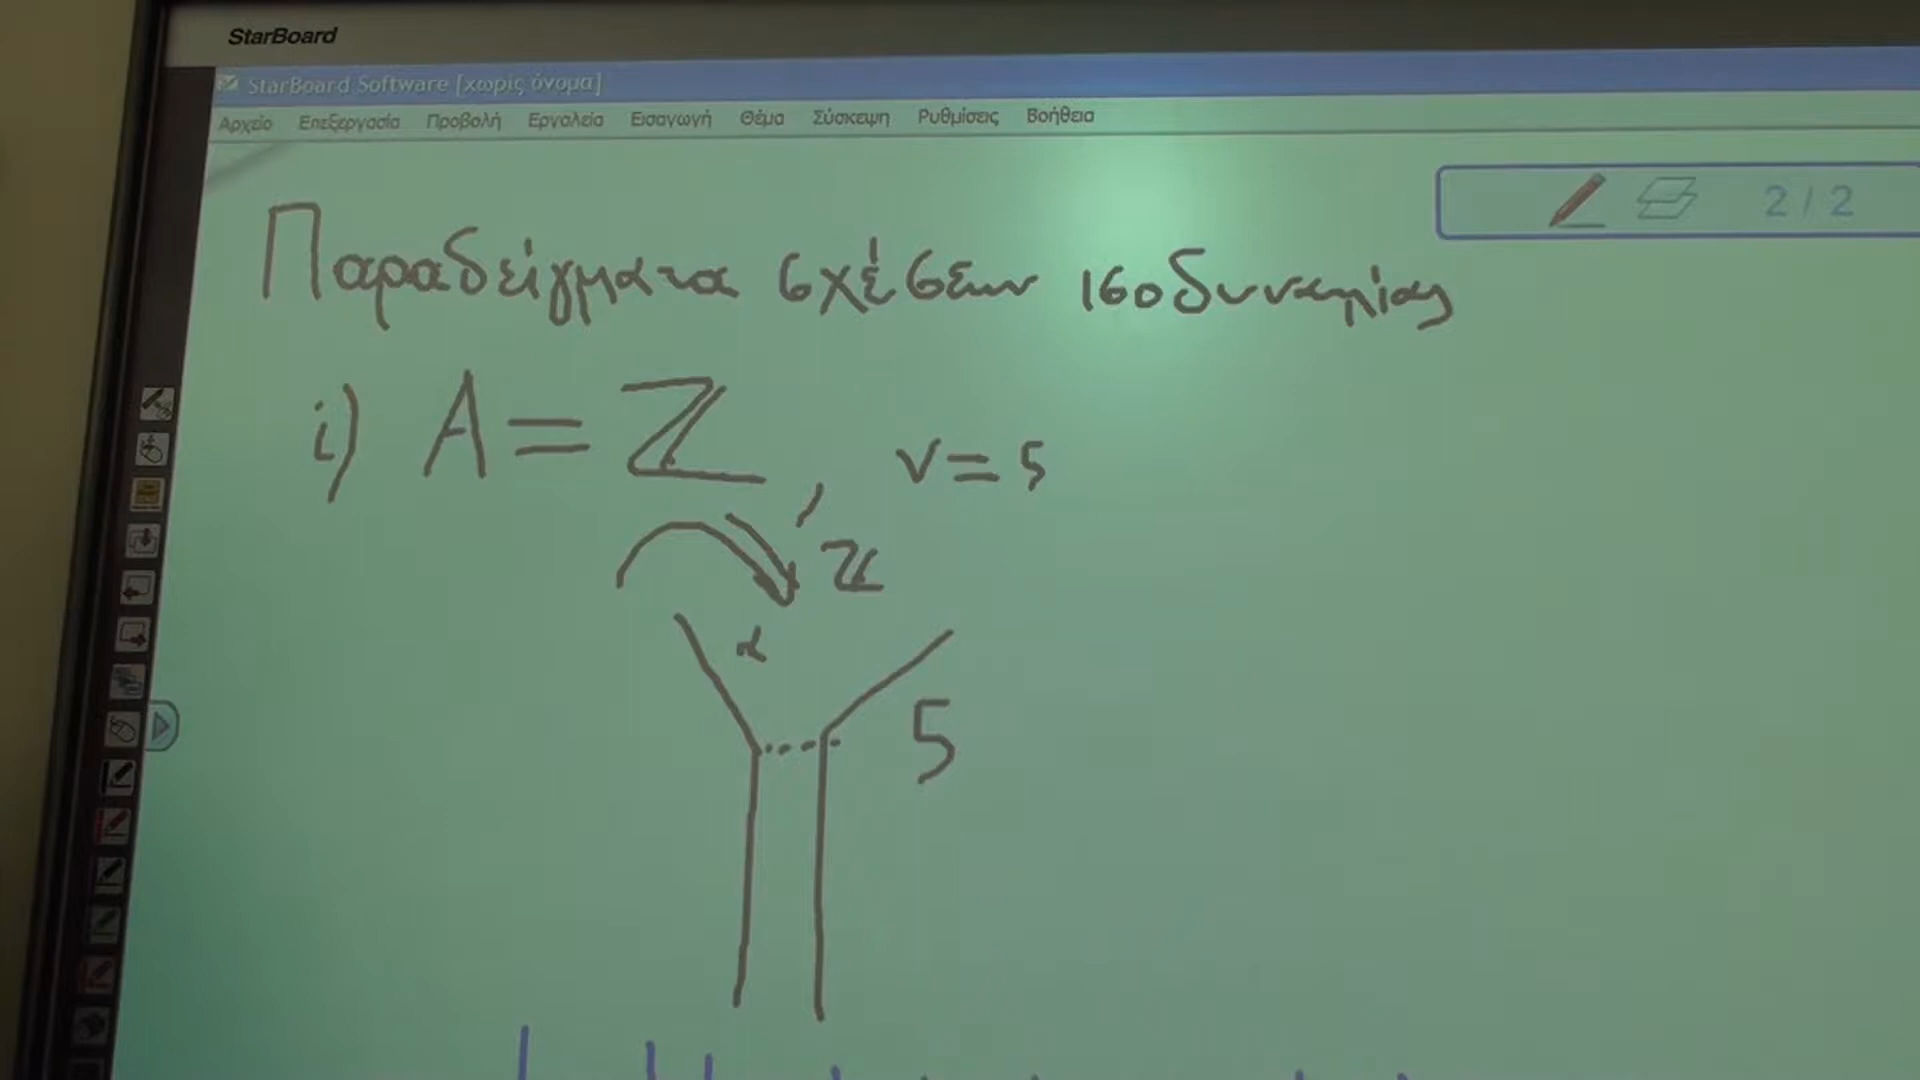 StarBoard
StarBoard Software [χωρίς όνομα]
Αρχείο Επεξεργασία Προβολή Εργαλεία Εισαγωγή Θέμα Σύσκεψη Ρυθμίσεις Βοήθεια
2 / 2
Παραδείγματα σχέσεων ισοδυναμίας
i) A = ℤ, ν = 5
ℤ
α
5